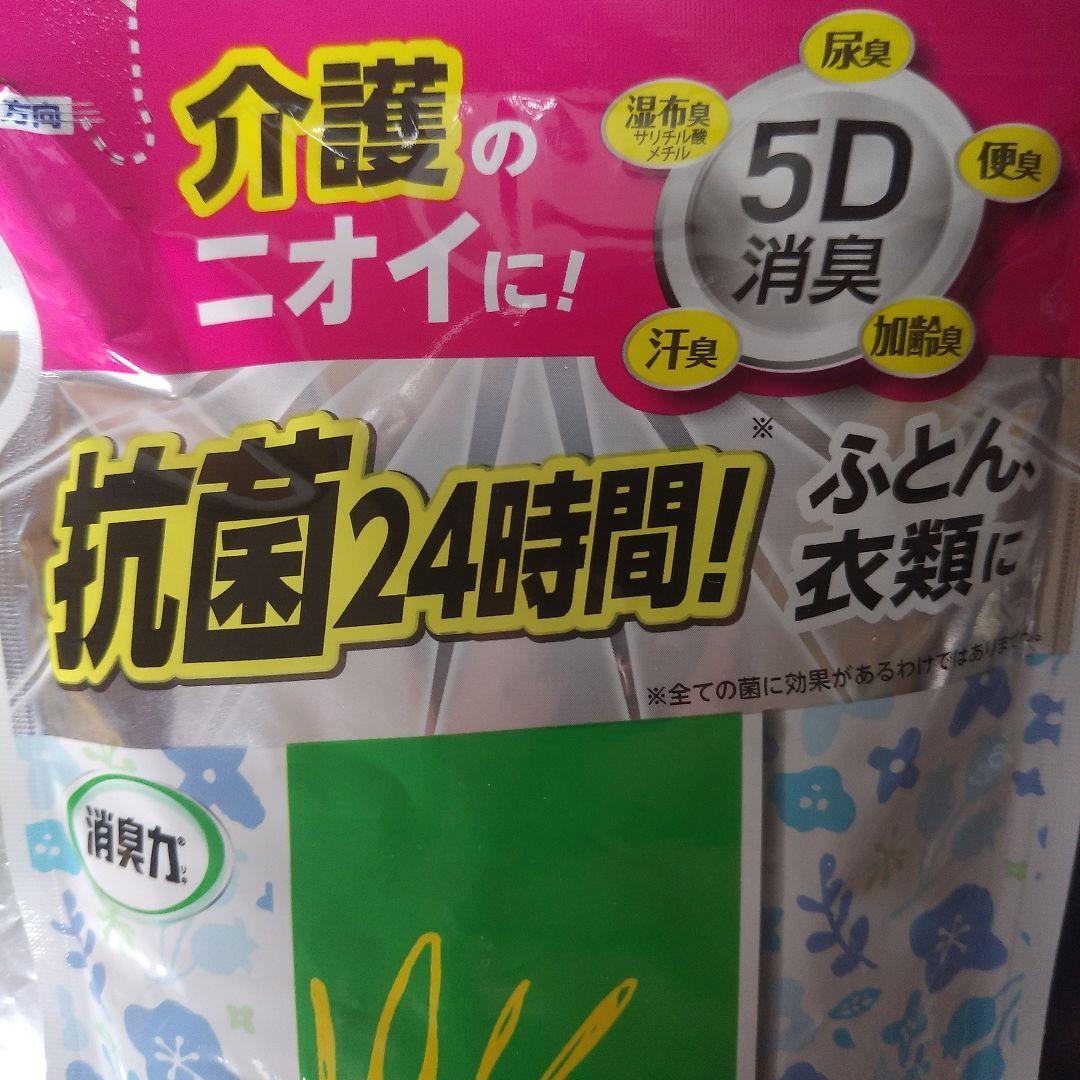 方向
介護の
ニオイに!
尿臭
湿布臭
サリチル酸
メチル
便臭
5D
消臭
汗臭
加齢臭
抗菌24時間!
※
ふとん、
衣類に
※全ての菌に効果があるわけではありません。
消臭力®
リキ